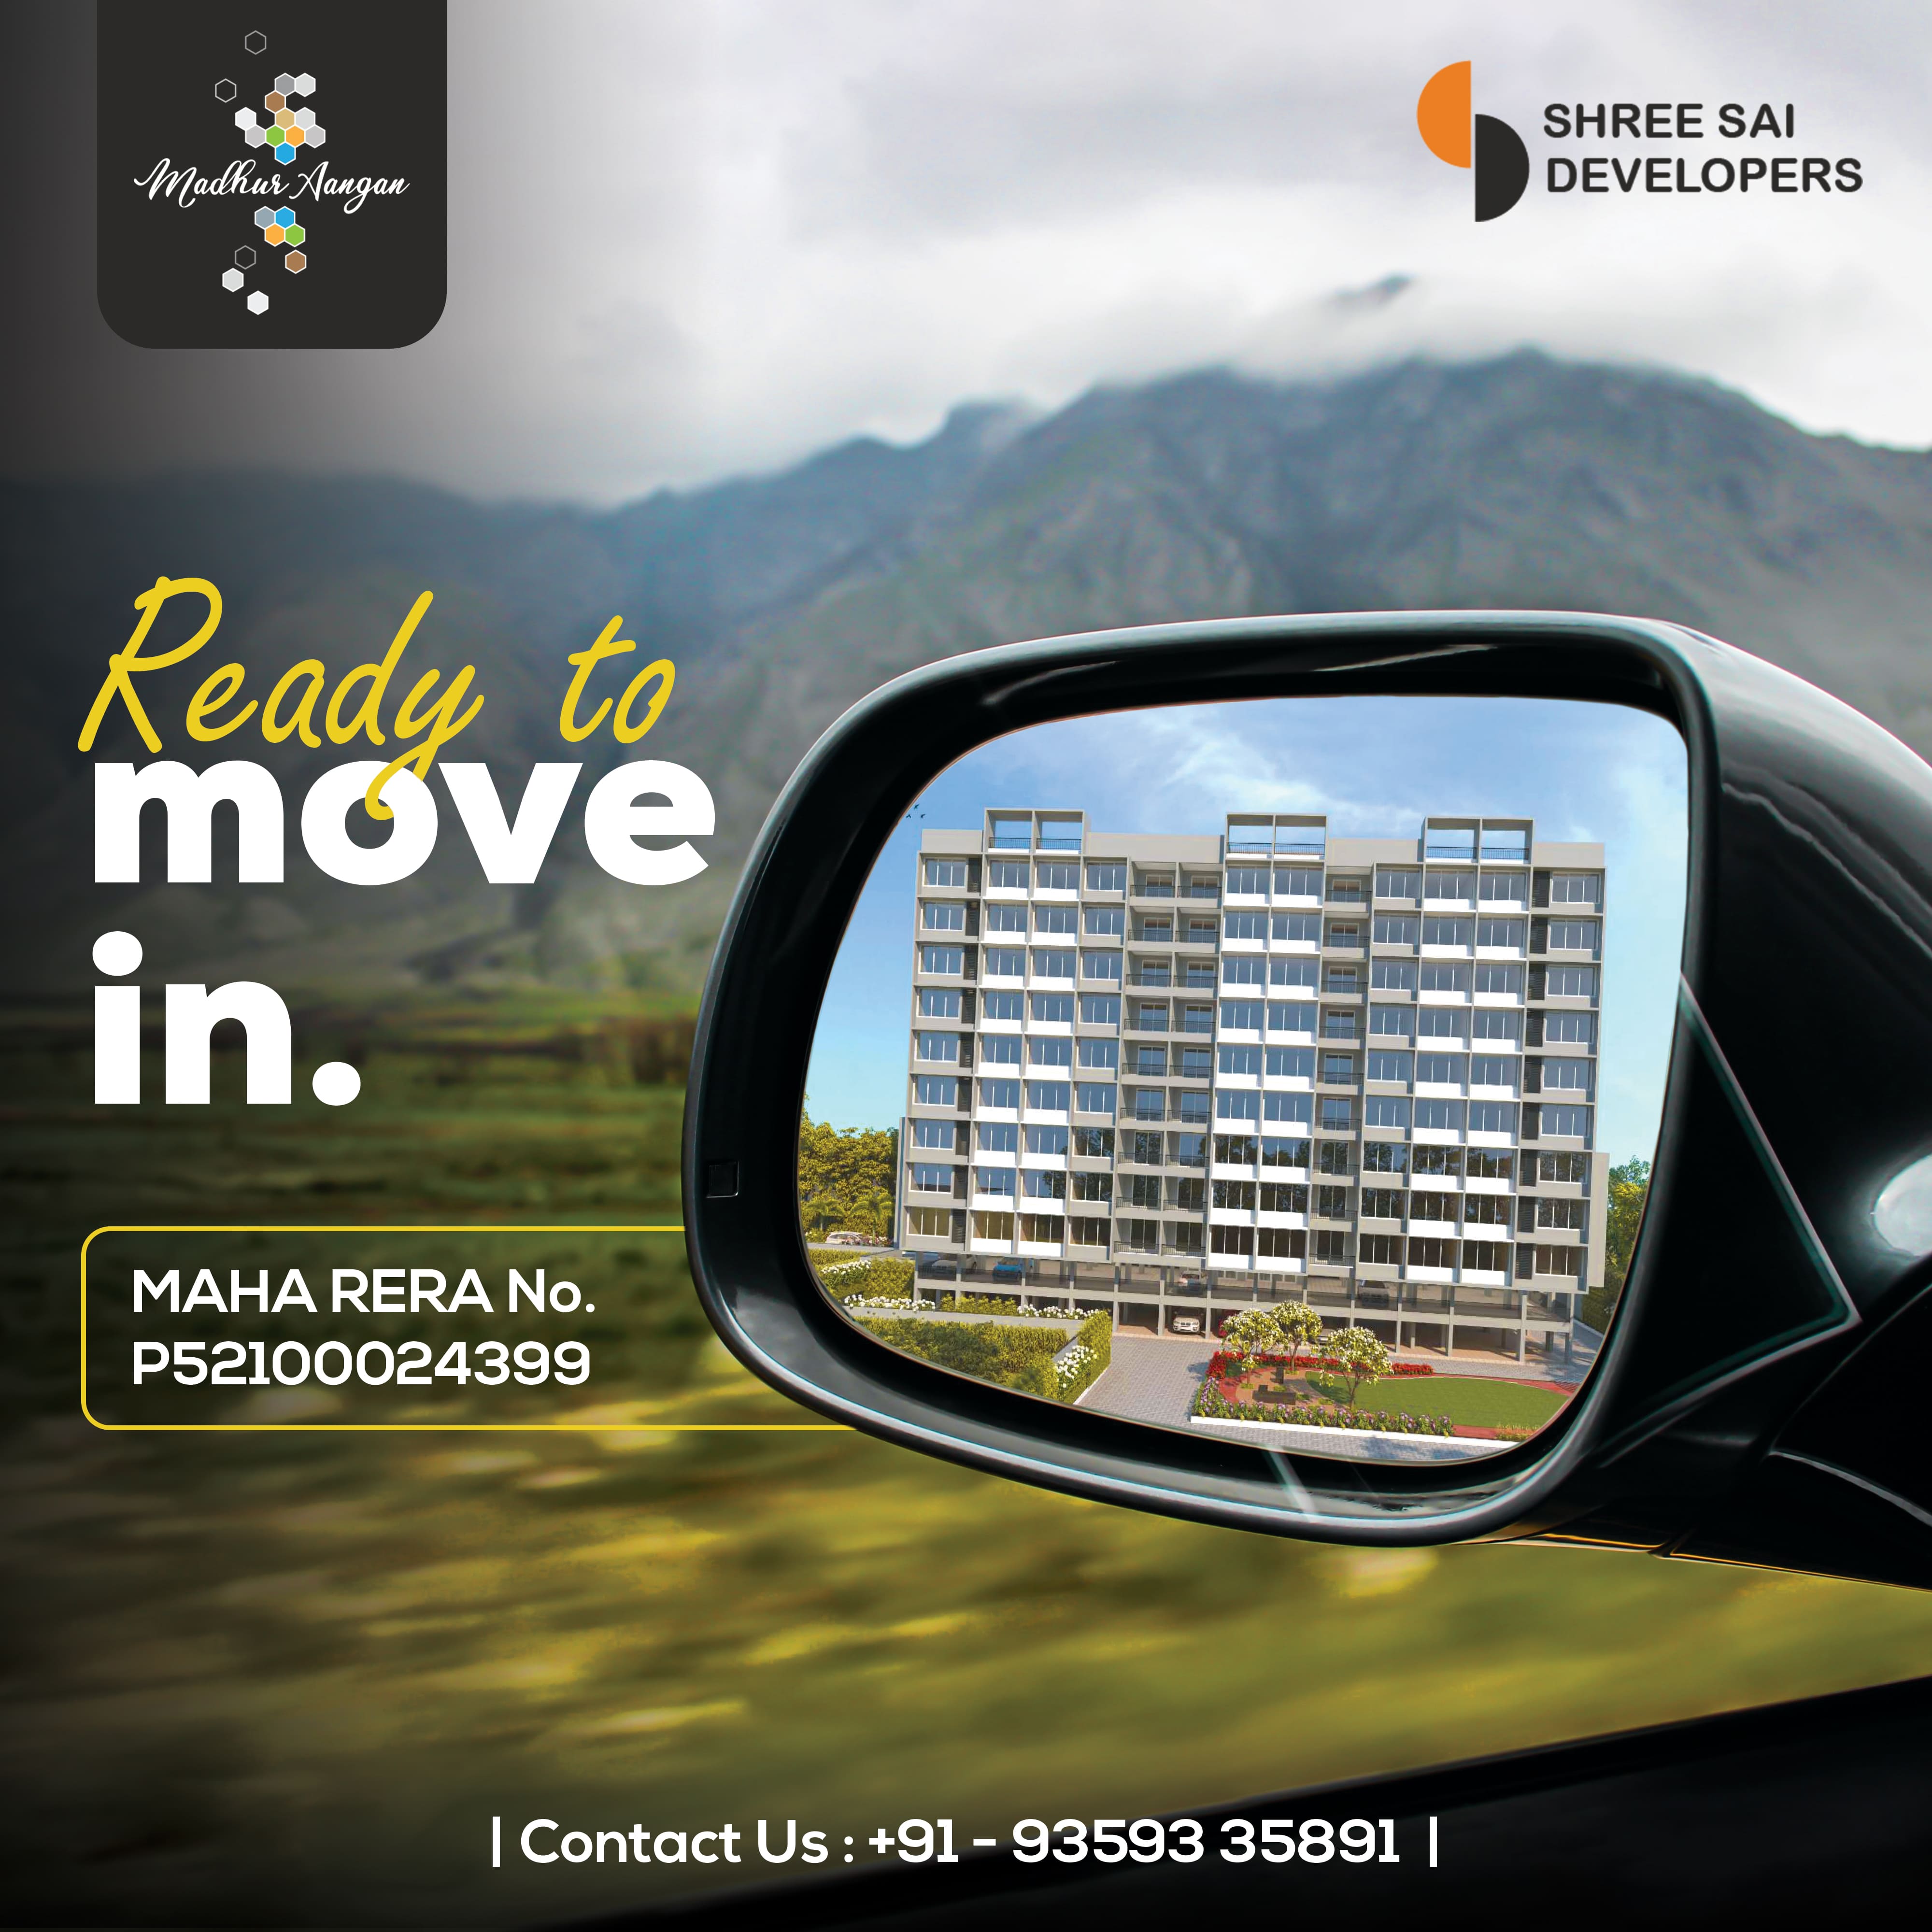 Madhur Aangan
SHREE SAI
DEVELOPERS
Ready to
move
in.
MAHA RERA No.
P52100024399
| Contact Us : +91 - 93593 35891 |